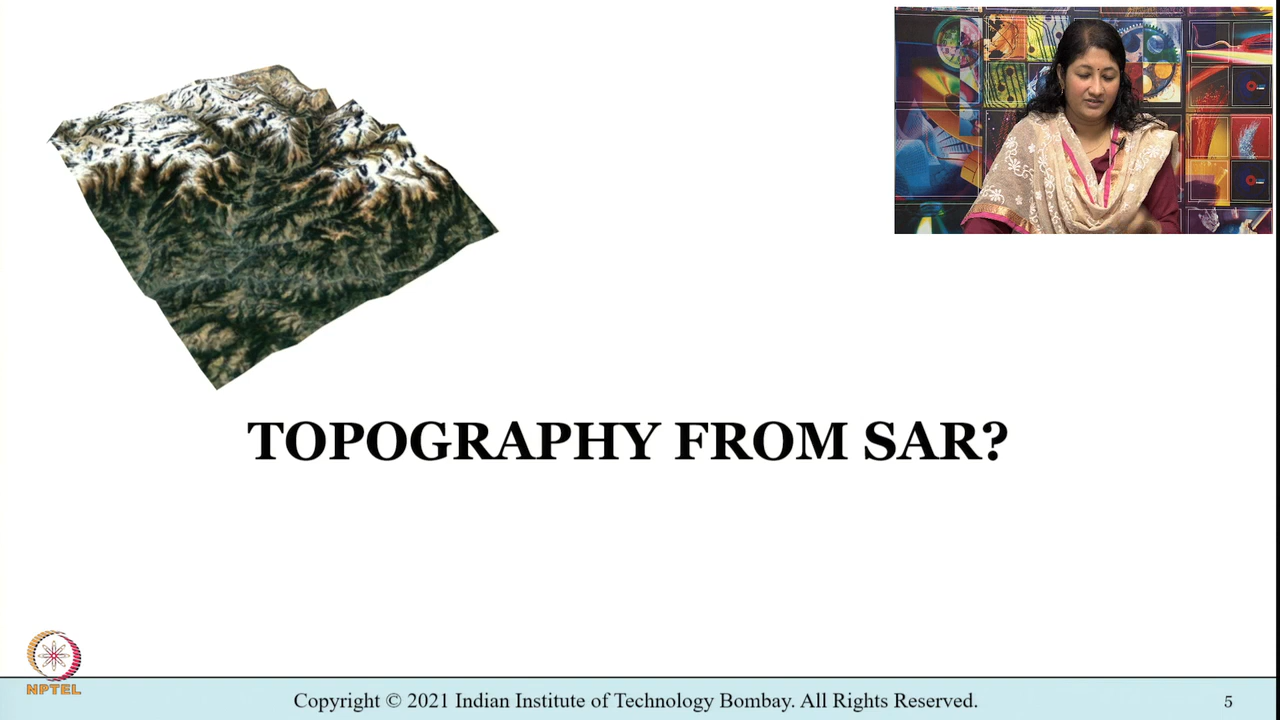 TOPOGRAPHY FROM SAR?
NPTEL
Copyright © 2021 Indian Institute of Technology Bombay. All Rights Reserved.
5